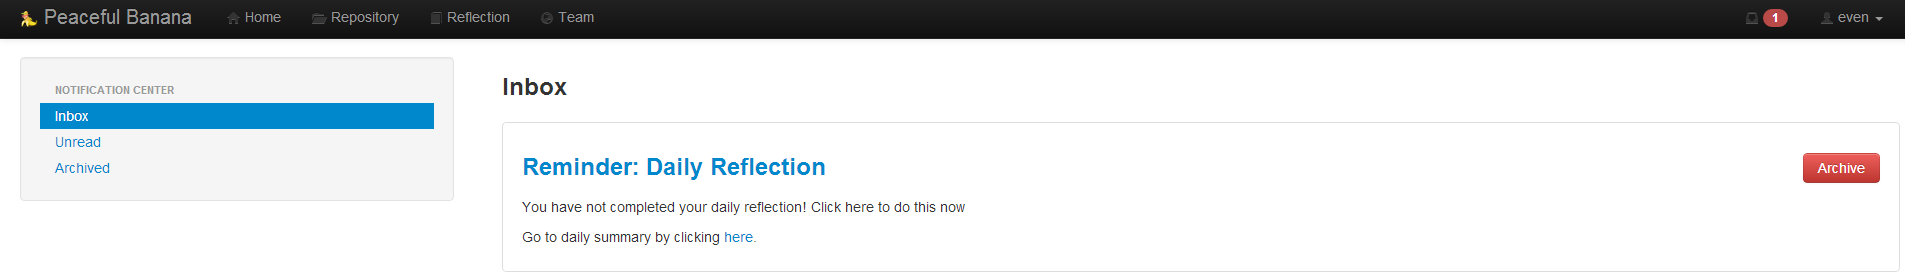 Peaceful Banana Home Repository Reflection Team 1 even
NOTIFICATION CENTER
Inbox
Unread
Archived
Inbox
Reminder: Daily Reflection
Archive
You have not completed your daily reflection! Click here to do this now
Go to daily summary by clicking here.